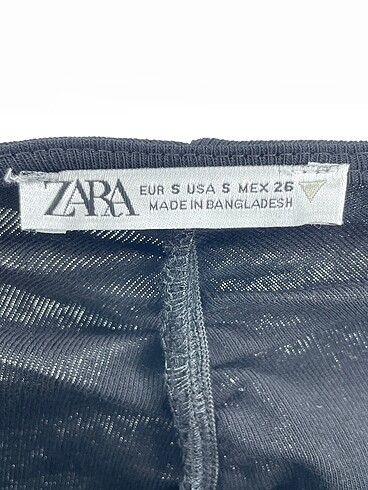 ZARA
EUR S USA S MEX 26
MADE IN BANGLADESH